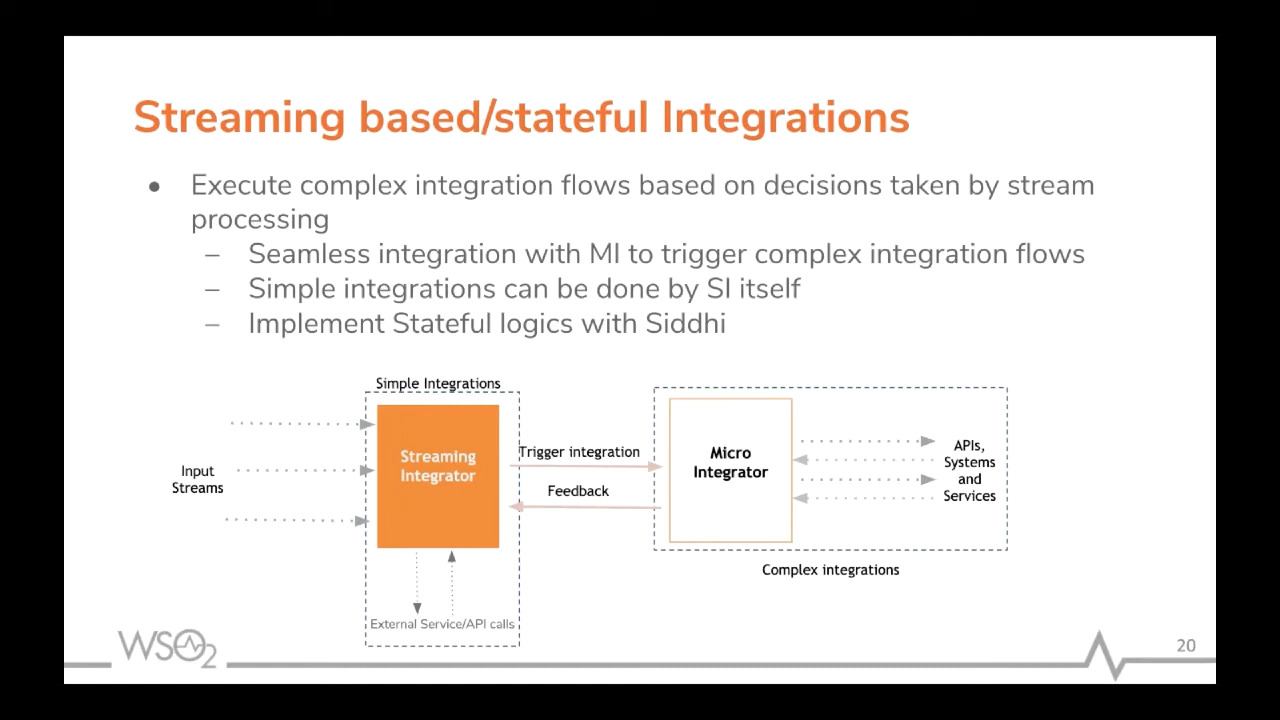 Streaming based/stateful Integrations
● Execute complex integration flows based on decisions taken by stream
processing
– Seamless integration with MI to trigger complex integration flows
– Simple integrations can be done by SI itself
– Implement Stateful logics with Siddhi
Simple Integrations
Input
Streams
Streaming
Integrator
Trigger integration
Feedback
Micro
Integrator
APIs,
Systems
and
Services
External Service/API calls
Complex integrations
WSO2
20